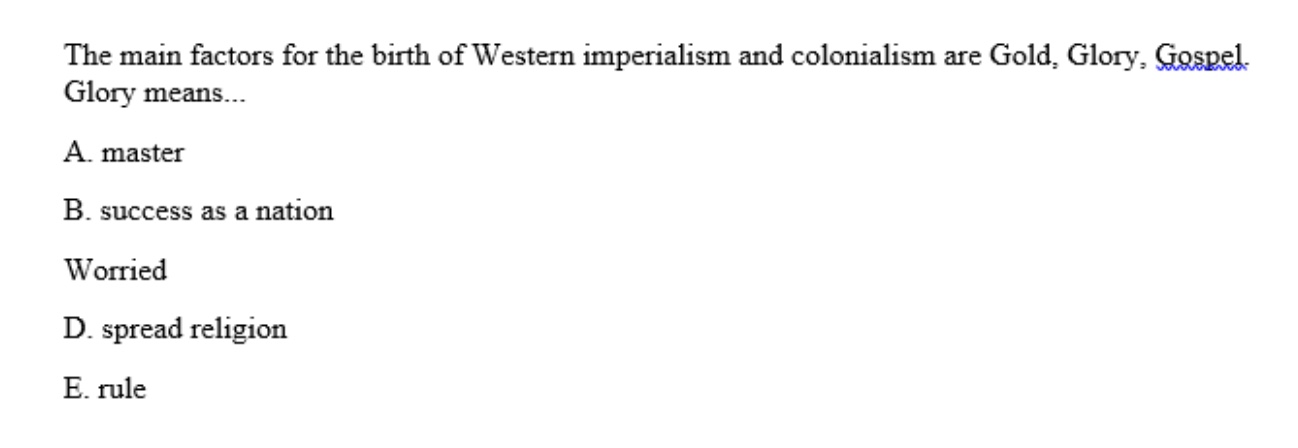 The main factors for the birth of Western imperialism and colonialism are Gold, Glory, Gospel.
Glory means...
A. master
B. success as a nation
Worried
D. spread religion
E. rule